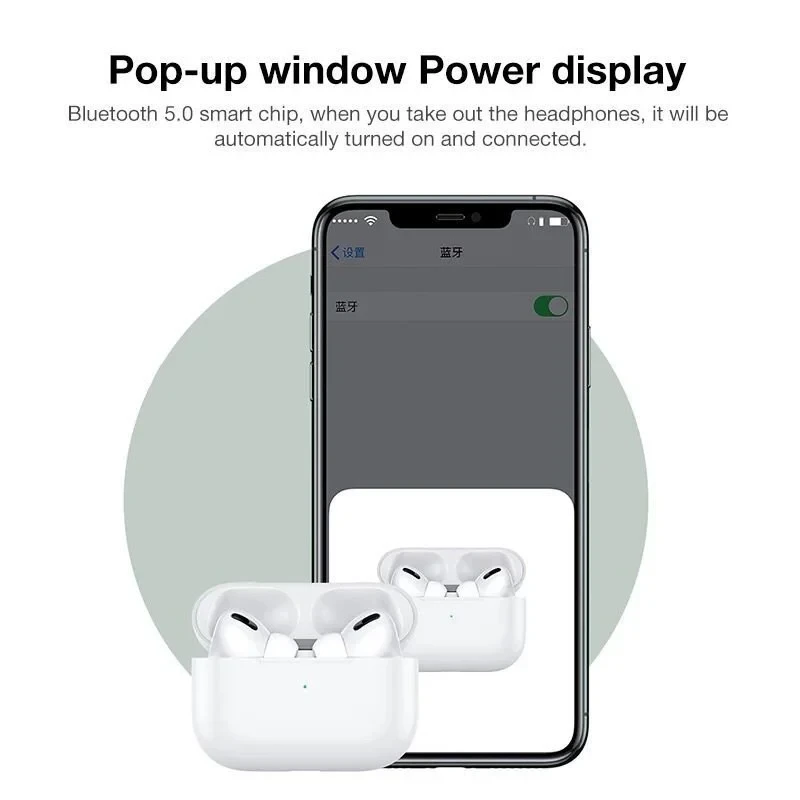 Pop-up window Power display
Bluetooth 5.0 smart chip, when you take out the headphones, it will be
automatically turned on and connected.
设置 蓝牙
蓝牙